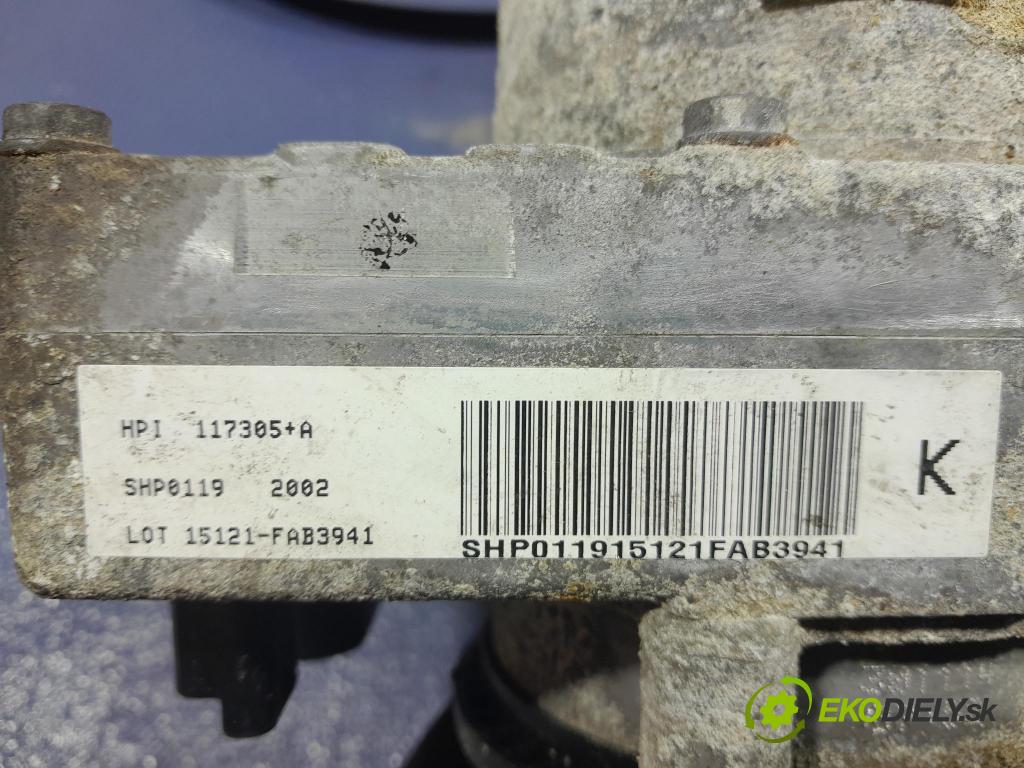 HPI 117305+A
SHP0119 2002
LOT 15121-FAB3941
SHP011915121FAB3941
K
EKODIELY.sk